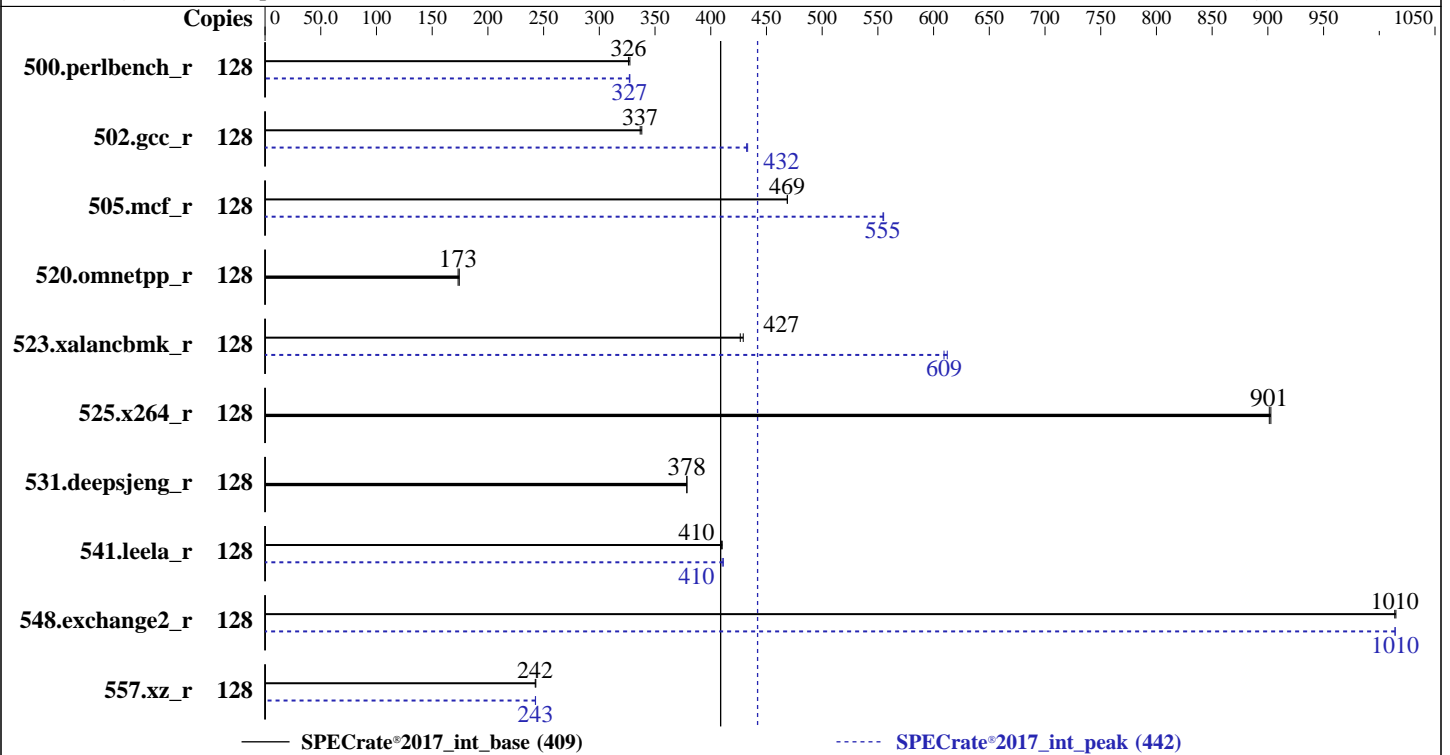 Copies 0 50.0 100 150 200 250 300 350 400 450 500 550 600 650 700 750 800 850 900 950 1050
326
500.perlbench_r 128
327
337
502.gcc_r 128
432
469
505.mcf_r 128
555
173
520.omnetpp_r 128
427
523.xalancbmk_r 128
609
901
525.x264_r 128
378
531.deepsjeng_r 128
410
541.leela_r 128
410
1010
548.exchange2_r 128
1010
242
557.xz_r 128
243
SPECrate®2017_int_base (409) SPECrate®2017_int_peak (442)